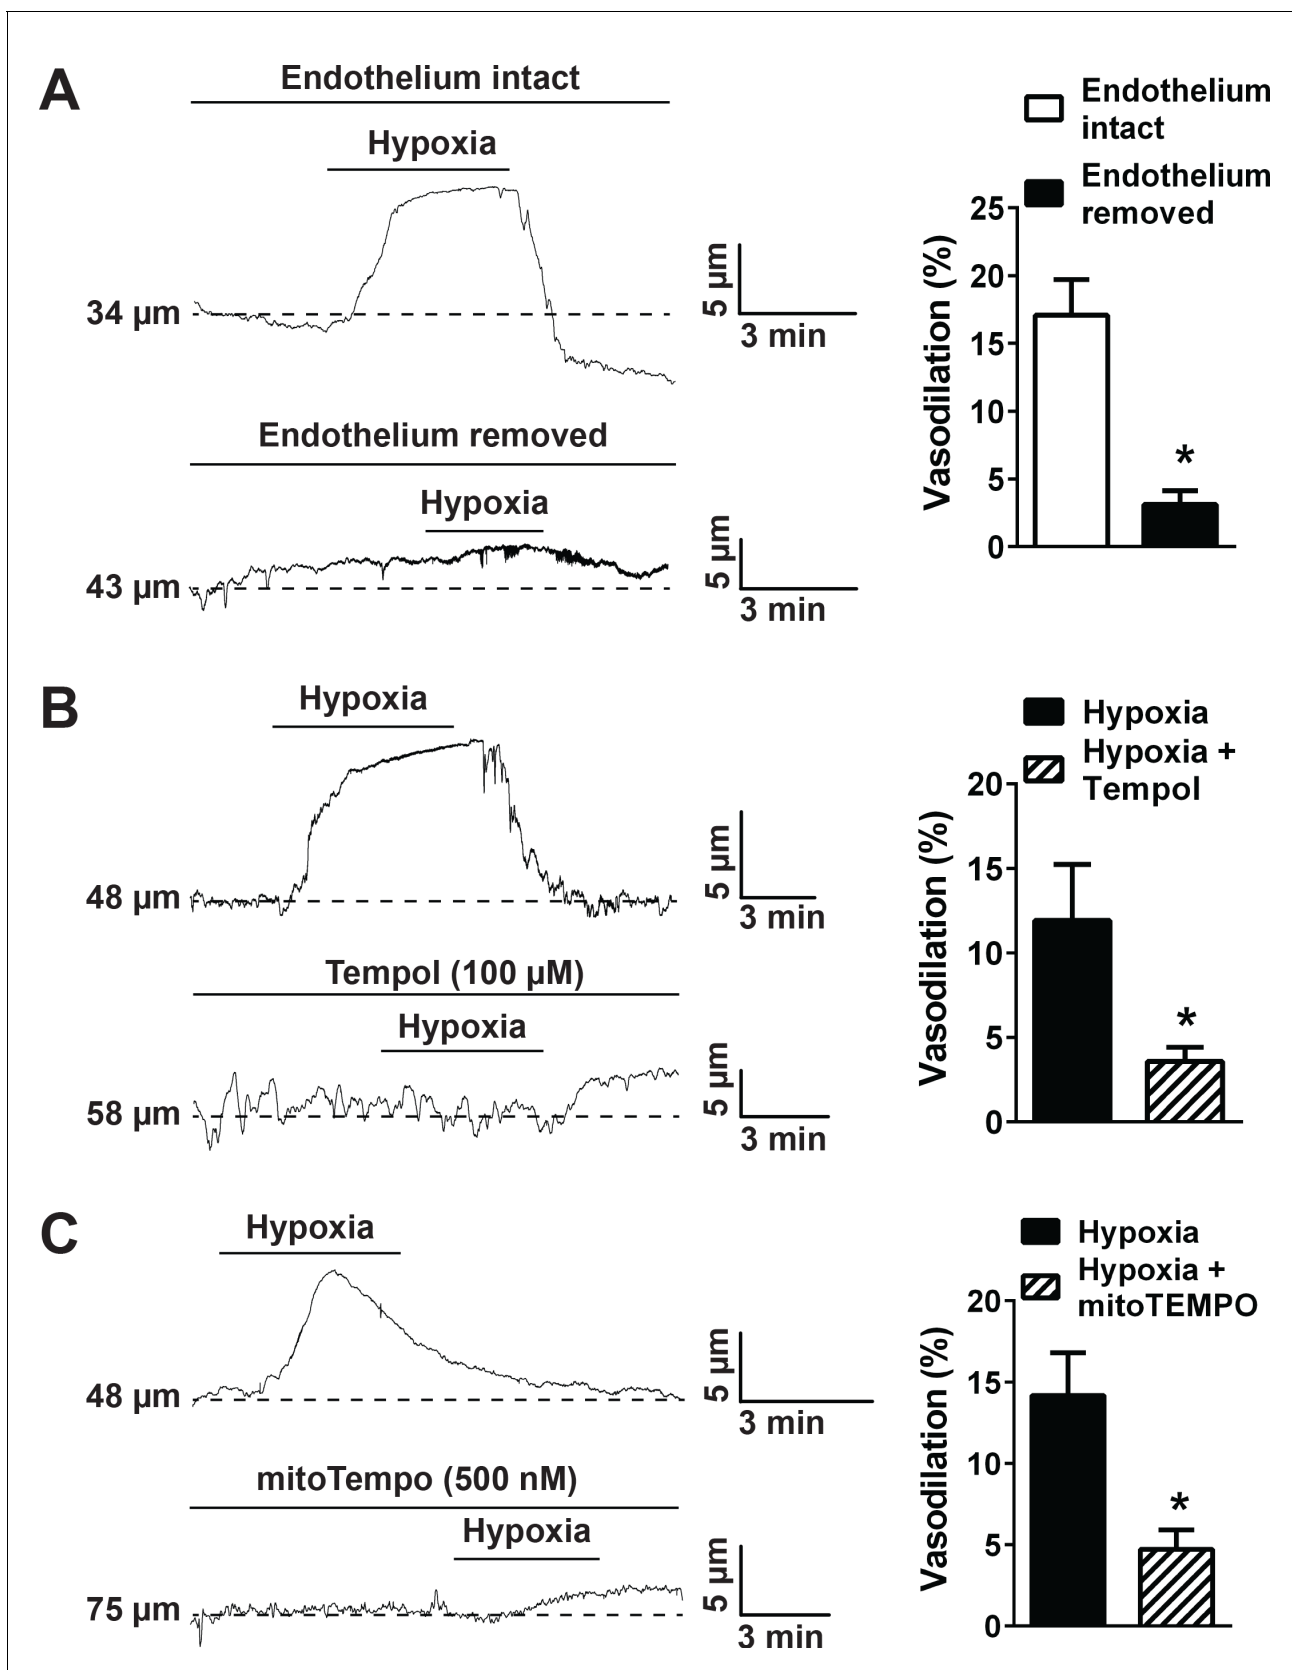 A
Endothelium intact
Hypoxia
34 µm
5 µm
3 min
Endothelium removed
Hypoxia
43 µm
5 µm
3 min
Endothelium
intact
Endothelium
removed
Vasodilation (%)
25
20
15
10
5
0
*
B
Hypoxia
48 µm
5 µm
3 min
Tempol (100 µM)
Hypoxia
58 µm
5 µm
3 min
Hypoxia
Hypoxia +
Tempol
Vasodilation (%)
20
15
10
5
0
*
C
Hypoxia
48 µm
5 µm
3 min
mitoTempo (500 nM)
Hypoxia
75 µm
5 µm
3 min
Hypoxia
Hypoxia +
mitoTEMPO
Vasodilation (%)
20
15
10
5
0
*